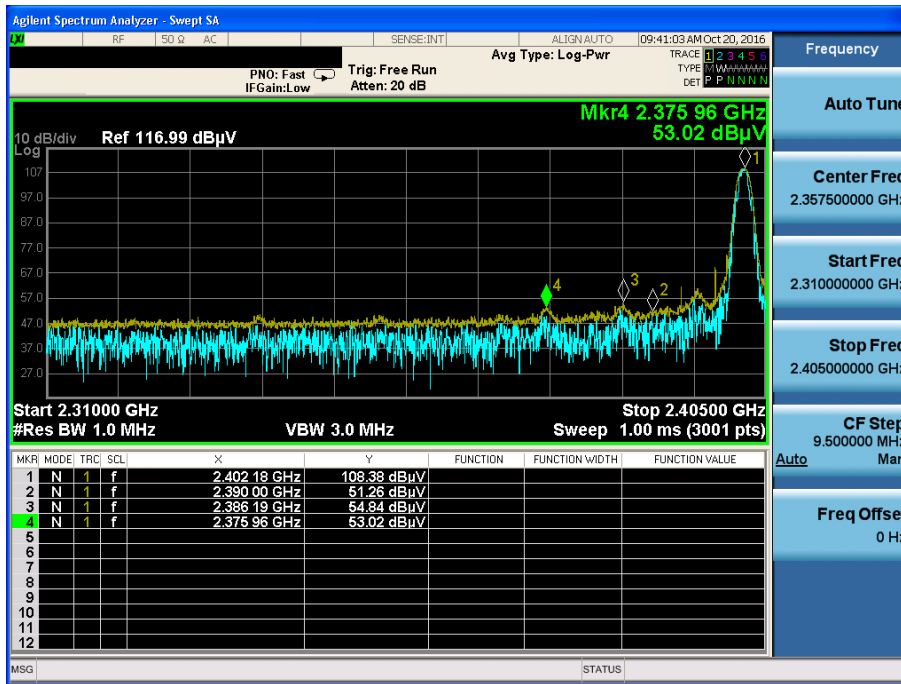 Agilent Spectrum Analyzer - Swept SA
LXI RF 50 Ω AC SENSE:INT ALIGN AUTO 09:41:03 AM Oct 20, 2016
Avg Type: Log-Pwr TRACE 1 2 3 4 5 6
PNO: Fast Trig: Free Run TYPE M WWWWW
IFGain:Low Atten: 20 dB DET P P N N N N
Mkr4 2.375 96 GHz
10 dB/div Ref 116.99 dBµV 53.02 dBµV
Log
107
97.0
87.0
77.0
67.0
57.0
47.0
37.0
27.0
1
4
3
2
Start 2.31000 GHz Stop 2.40500 GHz
#Res BW 1.0 MHz VBW 3.0 MHz Sweep 1.00 ms (3001 pts)
MKR MODE TRC SCL X Y FUNCTION FUNCTION WIDTH FUNCTION VALUE
1 N 1 f 2.402 18 GHz 108.38 dBµV
2 N 1 f 2.390 00 GHz 51.26 dBµV
3 N 1 f 2.386 19 GHz 54.84 dBµV
4 N 1 f 2.375 96 GHz 53.02 dBµV
5
6
7
8
9
10
11
12
MSG STATUS
Frequency
Auto Tune
Center Freq
2.357500000 GHz
Start Freq
2.310000000 GHz
Stop Freq
2.405000000 GHz
CF Step
9.500000 MHz
Auto Man
Freq Offset
0 Hz